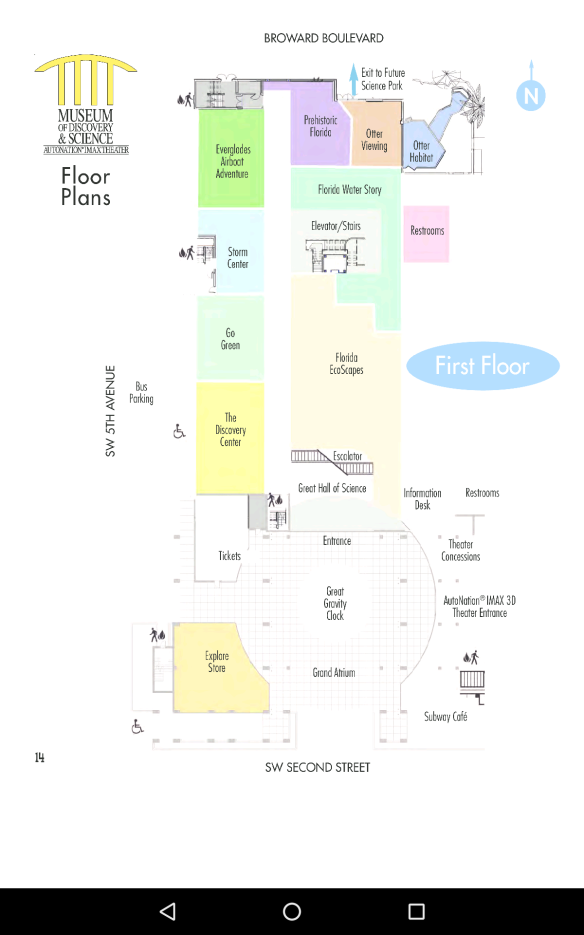 BROWARD BOULEVARD
MUSEUM
OF DISCOVERY
& SCIENCE
AUTONATION® IMAX THEATER
Floor
Plans
Exit to Future
Science Park
N
Prehistoric
Florida
Otter
Viewing
Otter
Habitat
Everglades
Airboat
Adventure
Florida Water Story
Elevator/Stairs
Restrooms
Storm
Center
Go
Green
Florida
EcoScapes
First Floor
SW 5TH AVENUE
Bus
Parking
The
Discovery
Center
Escalator
Great Hall of Science
Information
Desk
Restrooms
Entrance
Theater
Concessions
Tickets
Great
Gravity
Clock
AutoNation® IMAX 3D
Theater Entrance
Explore
Store
Grand Atrium
Subway Café
14
SW SECOND STREET